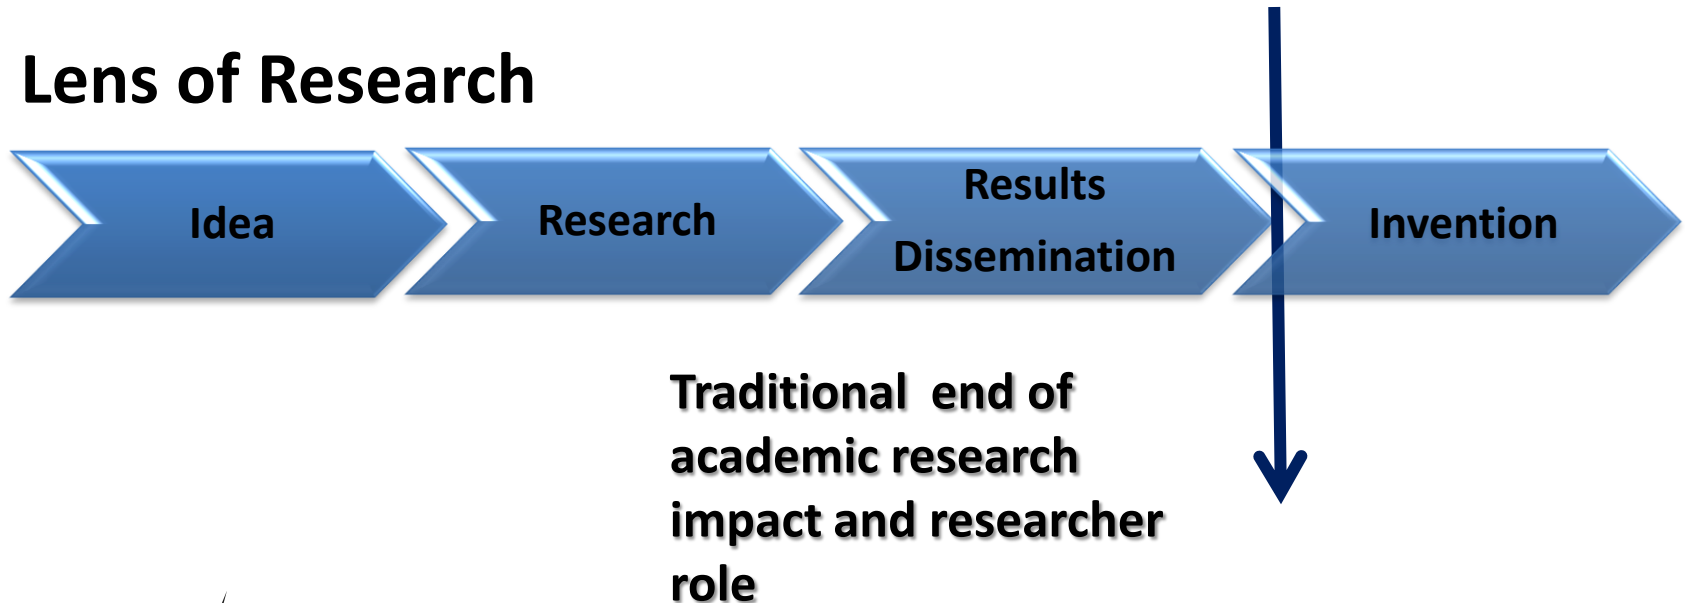 Lens of Research
Idea
Research
Results
Dissemination
Invention
Traditional  end of
academic research
impact and researcher
role